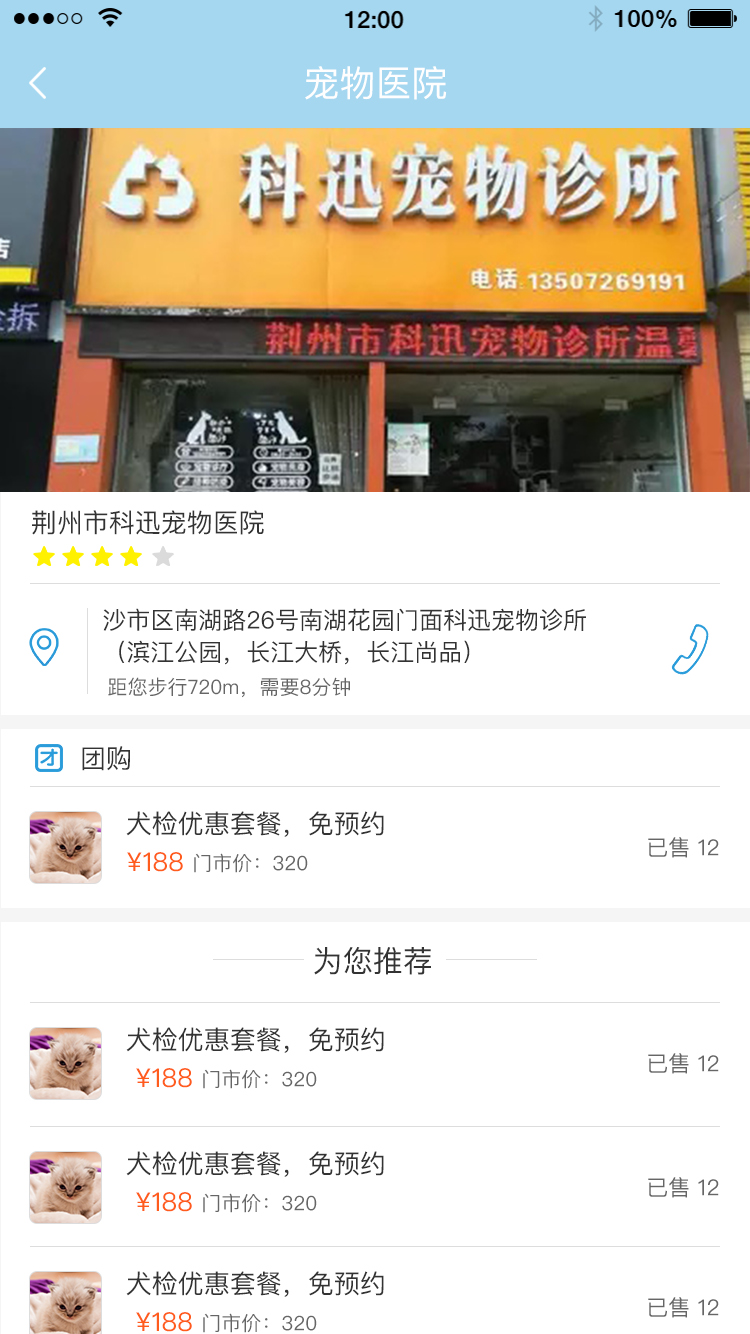 12:00
100%
宠物医院
科迅宠物诊所
电话:13507269191
荆州市科迅宠物诊所温
荆州市科迅宠物医院
沙市区南湖路26号南湖花园门面科迅宠物诊所
（滨江公园，长江大桥，长江尚品）
距您步行720m，需要8分钟
团 团购
犬检优惠套餐，免预约
¥188 门市价：320
已售 12
为您推荐
犬检优惠套餐，免预约
¥188 门市价：320
已售 12
犬检优惠套餐，免预约
¥188 门市价：320
已售 12
犬检优惠套餐，免预约
¥188 门市价：320
已售 12